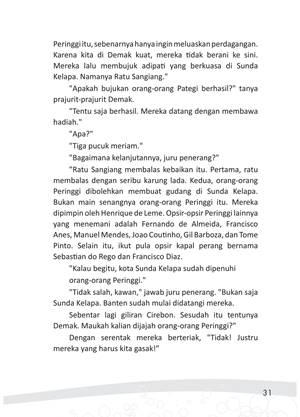 Peringgi itu, sebenarnya hanya ingin meluaskan perdagangan.
Karena kita di Demak kuat, mereka tidak berani ke sini.
Mereka lalu membujuk adipati yang berkuasa di Sunda
Kelapa. Namanya Ratu Sangiang."
"Apakah bujukan orang-orang Pategi berhasil?" tanya
prajurit-prajurit Demak.
"Tentu saja berhasil. Mereka datang dengan membawa
hadiah."
"Apa?"
"Tiga pucuk meriam."
"Bagaimana kelanjutannya, juru penerang?"
"Ratu Sangiang membalas kebaikan itu. Pertama, ratu
membalas dengan seribu karung lada. Kedua, orang-orang
Peringgi dibolehkan membuat gudang di Sunda Kelapa.
Bukan main senangnya orang-orang Peringgi itu. Mereka
dipimpin oleh Henrique de Leme. Opsir-opsir Peringgi lainnya
yang menemani adalah Fernando de Almeida, Francisco
Anes, Manuel Mendes, Joao Coutinho, Gil Barboza, dan Tome
Pinto. Selain itu, ikut pula opsir kapal perang bernama
Sebastian do Rego dan Francisco Diaz.
"Kalau begitu, kota Sunda Kelapa sudah dipenuhi
orang-orang Peringgi."
"Tidak salah, kawan," jawab juru penerang. "Bukan saja
Sunda Kelapa. Banten sudah mulai didatangi mereka.
Sebentar lagi giliran Cirebon. Sesudah itu tentunya
Demak. Maukah kalian dijajah orang-orang Peringgi?"
Dengan serentak mereka berteriak, "Tidak! Justru
mereka yang harus kita gasak!"
31